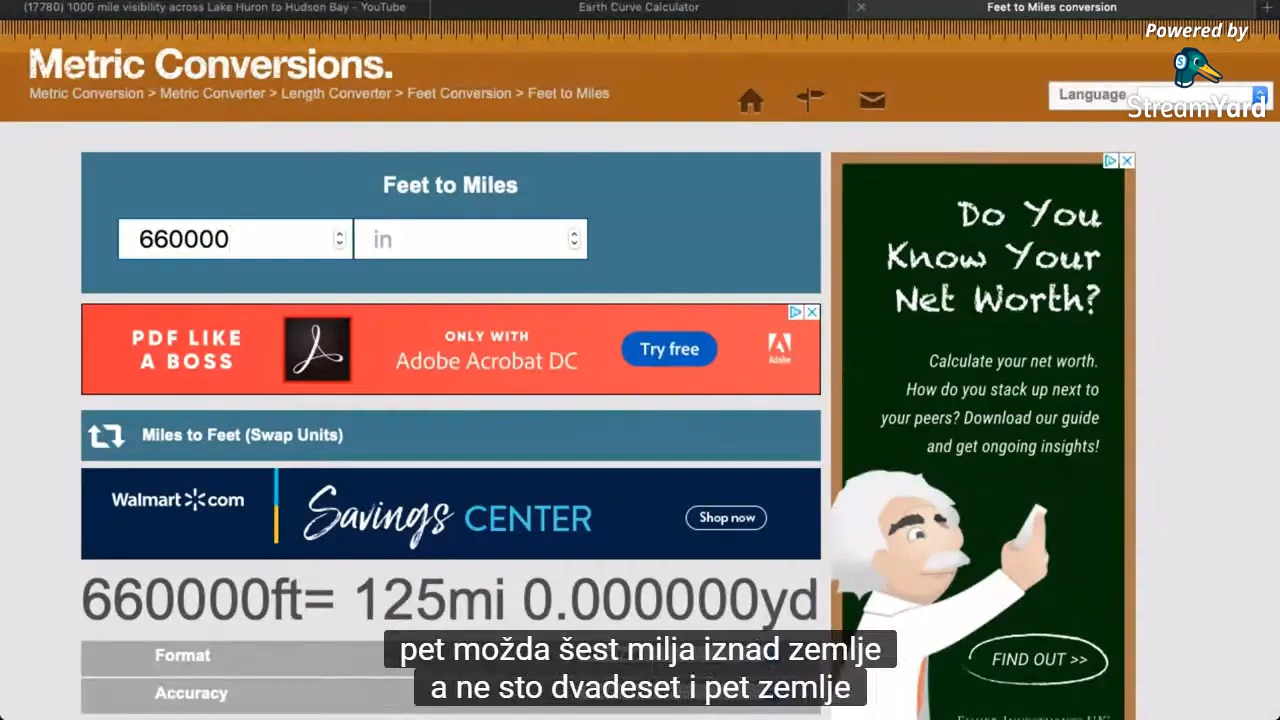 (17780) 1000 mile visibility across Lake Huron to Hudson Bay - YouTube
Earth Curve Calculator
Feet to Miles conversion
Powered by
StreamYard
Metric Conversions.
Metric Conversion > Metric Converter > Length Converter > Feet Conversion > Feet to Miles
Language
Feet to Miles
660000
in
PDF LIKE
A BOSS
ONLY WITH
Adobe Acrobat DC
Try free
Adobe
Miles to Feet (Swap Units)
Walmart.com
Savings CENTER
Shop now
660000ft= 125mi 0.000000yd
Format
Accuracy
Do You
Know Your
Net Worth?
Calculate your net worth.
How do you stack up next to
your peers? Download our guide
and get ongoing insights!
FIND OUT >>
pet možda šest milja iznad zemlje
a ne sto dvadeset i pet zemlje